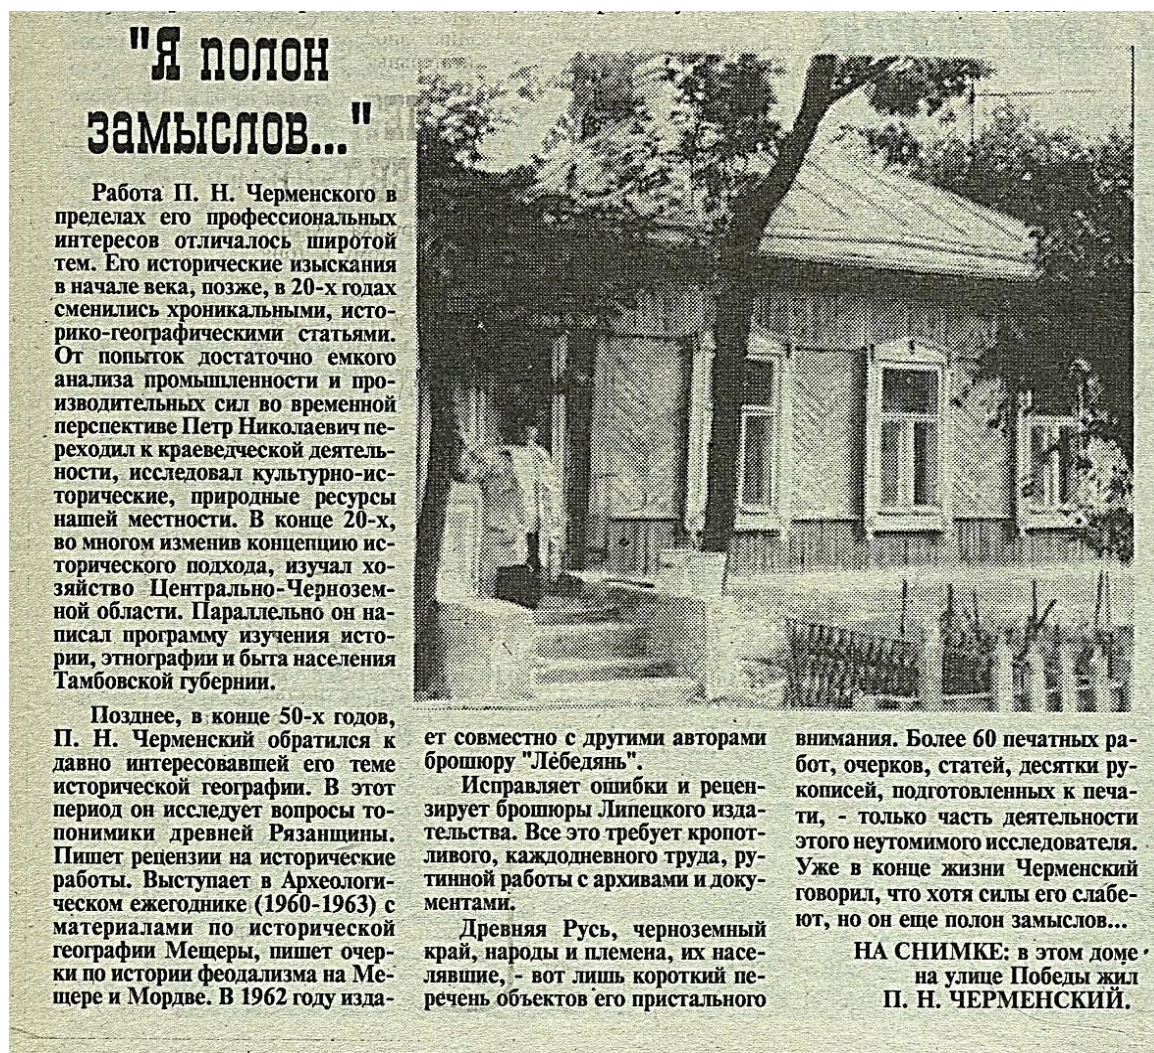 "Я полон
замыслов..."
Работа П. Н. Черменского в
пределах его профессиональных
интересов отличалось широтой
тем. Его исторические изыскания
в начале века, позже, в 20-х годах
сменились хроникальными, исто-
рико-географическими статьями.
От попыток достаточно емкого
анализа промышленности и про-
изводительных сил во временной
перспективе Петр Николаевич пе-
реходил к краеведческой деятель-
ности, исследовал культурно-ис-
торические, природные ресурсы
нашей местности. В конце 20-х,
во многом изменив концепцию ис-
торического подхода, изучал хо-
зяйство Центрально-Чернозем-
ной области. Параллельно он на-
писал программу изучения исто-
рии, этнографии и быта населения
Тамбовской губернии.
Позднее, в конце 50-х годов,
П. Н. Черменский обратился к
давно интересовавшей его теме
исторической географии. В этот
период он исследует вопросы то-
понимики древней Рязанщины.
Пишет рецензии на исторические
работы. Выступает в Археологи-
ческом ежегоднике (1960-1963) с
материалами по исторической
географии Мещеры, пишет очер-
ки по истории феодализма на Ме-
щере и Мордве. В 1962 году изда-
ет совместно с другими авторами
брошюру "Лебедянь".
Исправляет ошибки и рецен-
зирует брошюры Липецкого изда-
тельства. Все это требует кропот-
ливого, каждодневного труда, ру-
тинной работы с архивами и доку-
ментами.
Древняя Русь, черноземный
край, народы и племена, их насе-
лявшие, - вот лишь короткий пе-
речень объектов его пристального
внимания. Более 60 печатных ра-
бот, очерков, статей, десятки ру-
кописей, подготовленных к печа-
ти, - только часть деятельности
этого неутомимого исследователя.
Уже в конце жизни Черменский
говорил, что хотя силы его слабе-
ют, но он еще полон замыслов...
НА СНИМКЕ: в этом доме
на улице Победы жил
П. Н. ЧЕРМЕНСКИЙ.